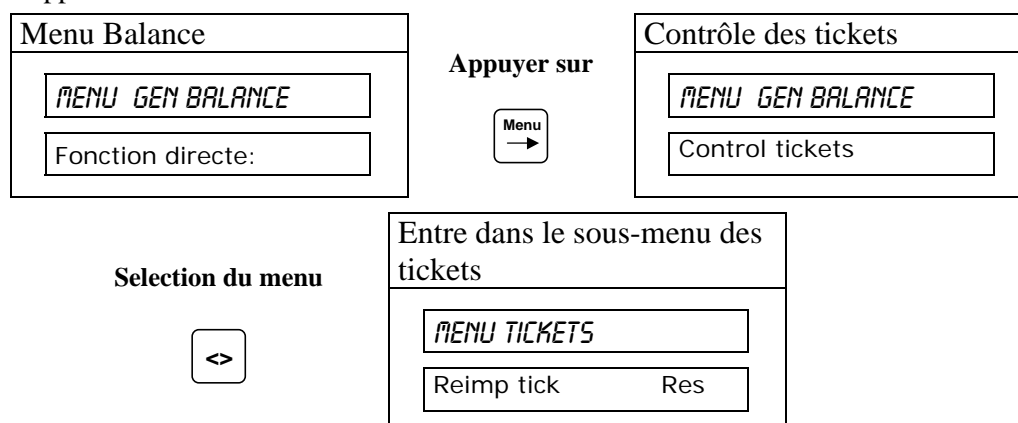 Menu Balance
MENU GEN BALANCE
Fonction directe:
Appuyer sur
Menu
Contrôle des tickets
MENU GEN BALANCE
Control tickets
Selection du menu
<>
Entre dans le sous-menu des
tickets
MENU TICKETS
Reimp tick Res